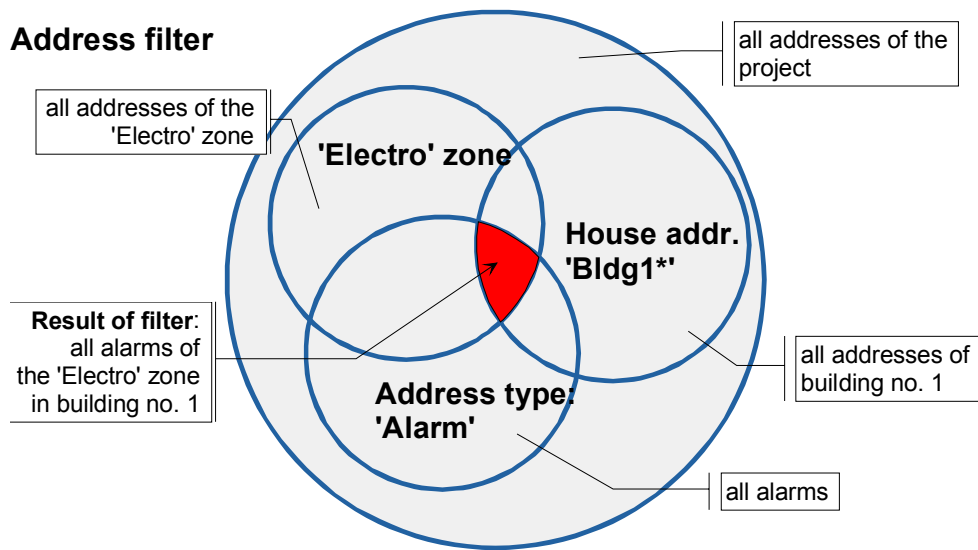 Address filter
all addresses of the
project
all addresses of the
'Electro' zone
'Electro' zone
House addr.
'Bldg1*'
Result of filter:
all alarms of
the 'Electro' zone
in building no. 1
all addresses of
building no. 1
Address type:
'Alarm'
all alarms